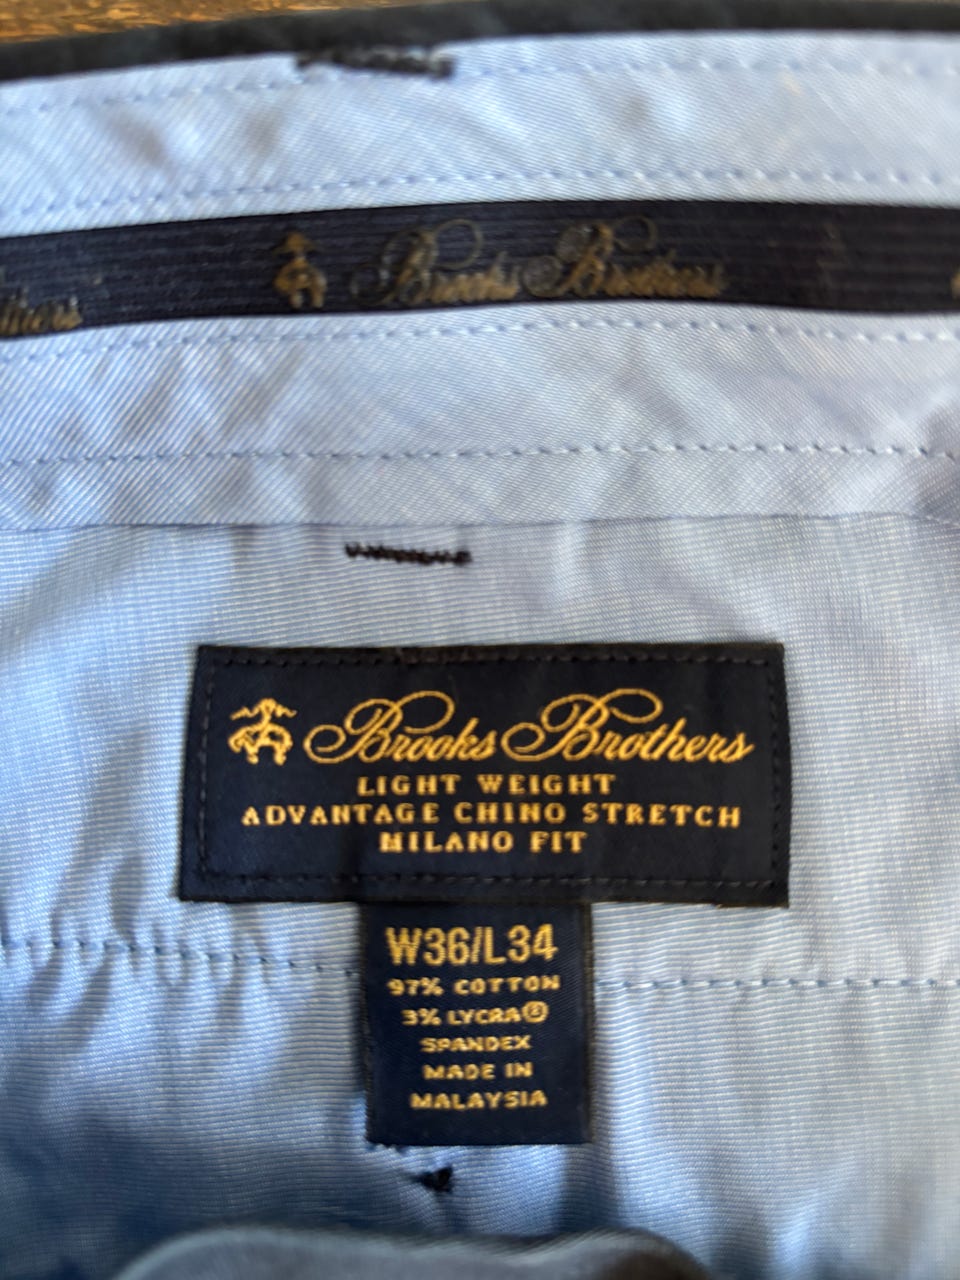 Brooks Brothers
thers
Brooks Brothers
LIGHT WEIGHT
ADVANTAGE CHINO STRETCH
MILANO FIT
W36/L34
97% COTTON
3% LYCRA®
SPANDEX
MADE IN
MALAYSIA